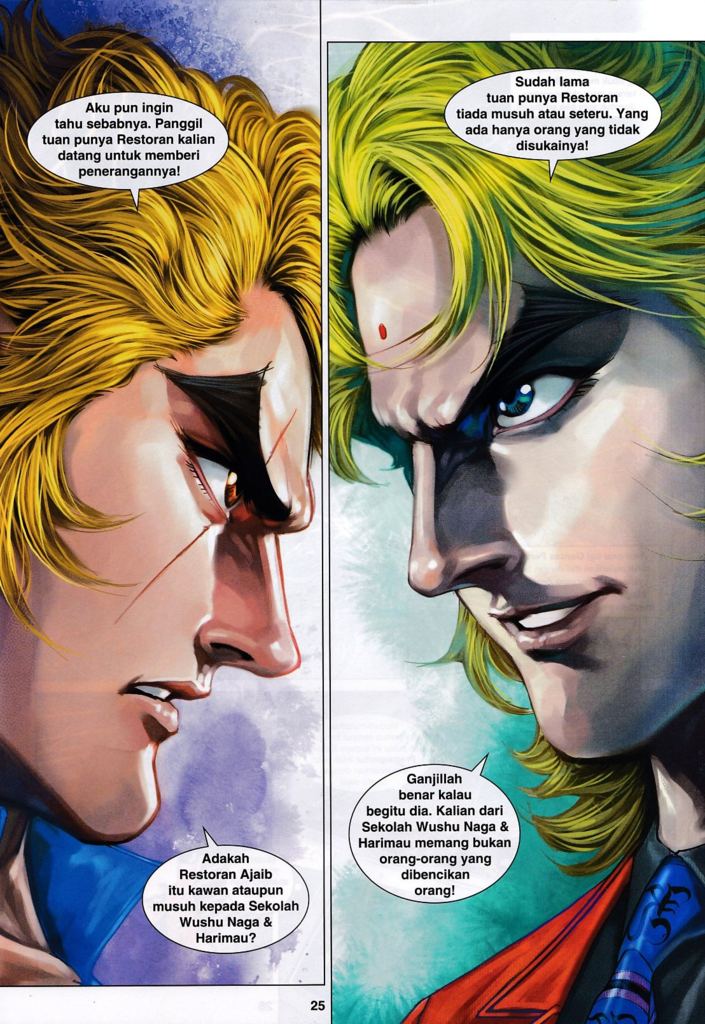 Aku pun ingin
tahu sebabnya. Panggil
tuan punya Restoran kalian
datang untuk memberi
penerangannya!
Adakah
Restoran Ajaib
itu kawan ataupun
musuh kepada Sekolah
Wushu Naga &
Harimau?
Sudah lama
tuan punya Restoran
tiada musuh atau seteru. Yang
ada hanya orang yang tidak
disukainya!
Ganjillah
benar kalau
begitu dia. Kalian dari
Sekolah Wushu Naga &
Harimau memang bukan
orang-orang yang
dibencikan
orang!
25